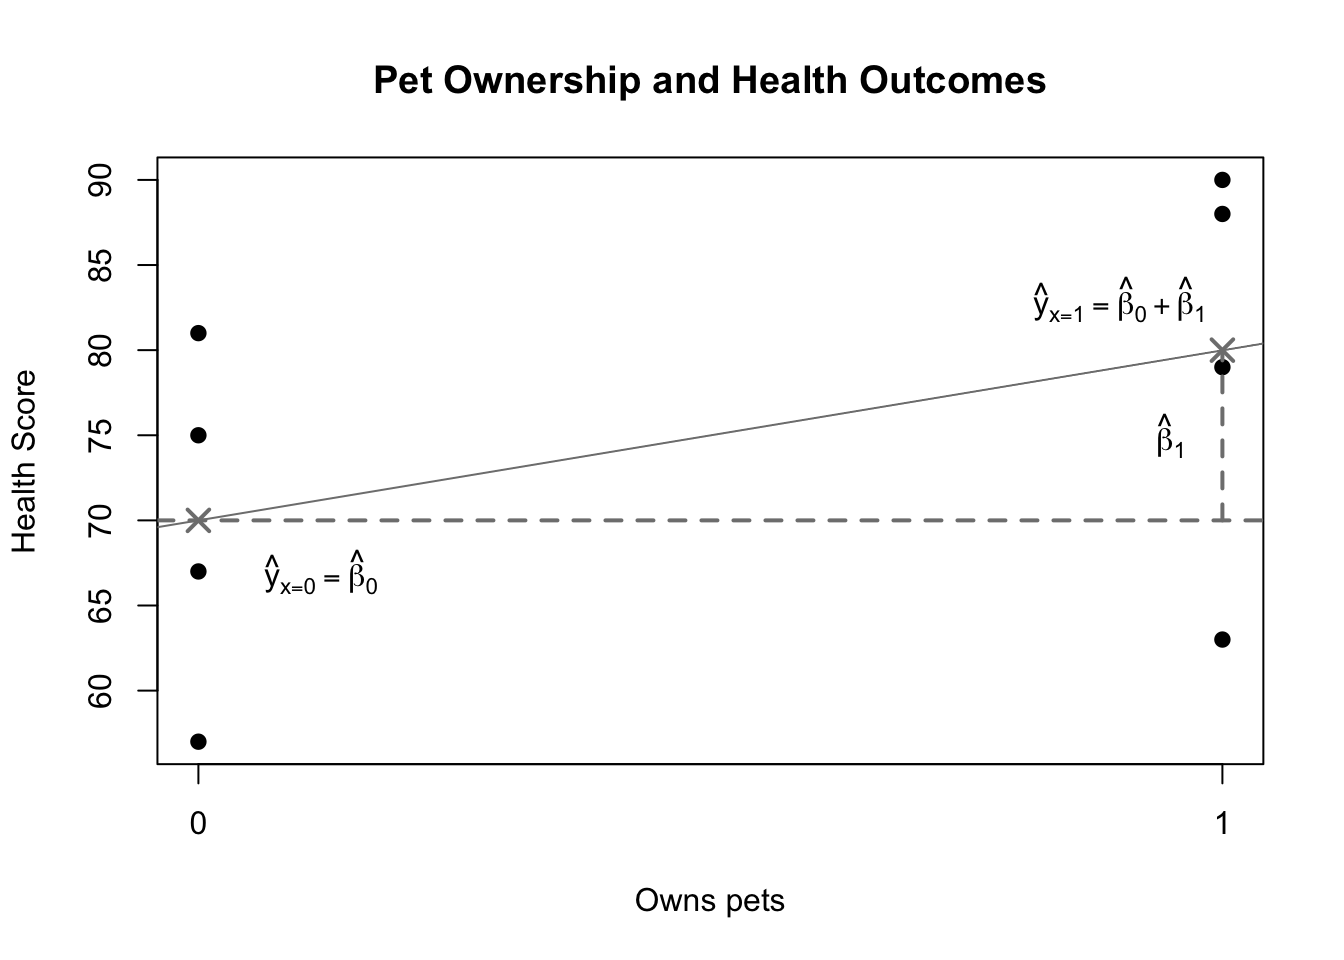 Pet Ownership and Health Outcomes
90
85
80
75
70
65
60
Health Score
ŷx=1 = β̂0 + β̂1
β̂1
ŷx=0 = β̂0
0 1
Owns pets